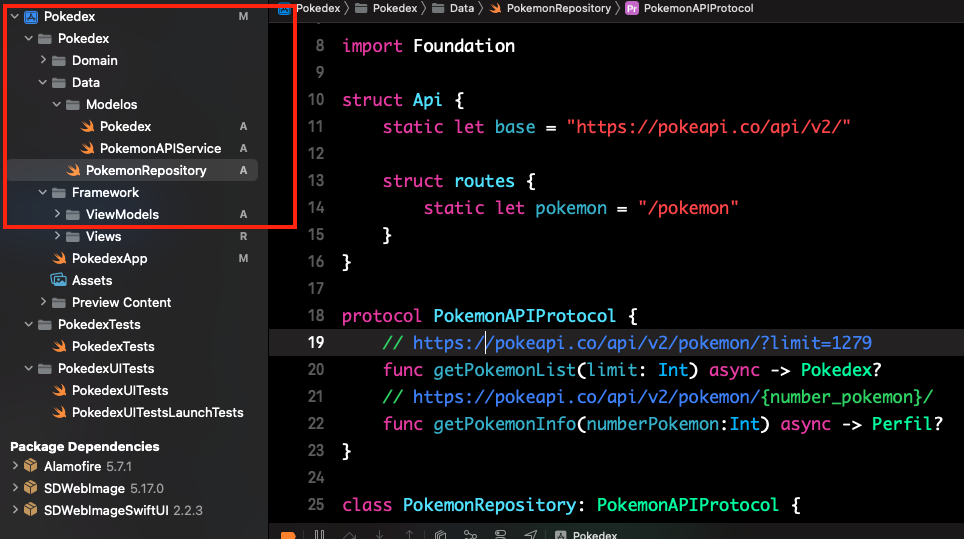 Pokedex M
Pokedex
Domain
Data
Modelos
Pokedex A
PokemonAPIService A
PokemonRepository A
Framework
ViewModels A
Views R
PokedexApp M
Assets
Preview Content
PokedexTests
PokedexTests
PokedexUITests
PokedexUITests
PokedexUITestsLaunchTests
Package Dependencies
Alamofire 5.7.1
SDWebImage 5.17.0
SDWebImageSwiftUI 2.2.3
Pokedex Pokedex Data PokemonRepository Pr PokemonAPIProtocol
8 import Foundation
9
10 struct Api {
11 static let base = "https://pokeapi.co/api/v2/"
12
13 struct routes {
14 static let pokemon = "/pokemon"
15 }
16 }
17
18 protocol PokemonAPIProtocol {
19 // https://pokeapi.co/api/v2/pokemon/?limit=1279
20 func getPokemonList(limit: Int) async -> Pokedex?
21 // https://pokeapi.co/api/v2/pokemon/{number_pokemon}/
22 func getPokemonInfo(numberPokemon:Int) async -> Perfil?
23 }
24
25 class PokemonRepository: PokemonAPIProtocol {
Pokedex